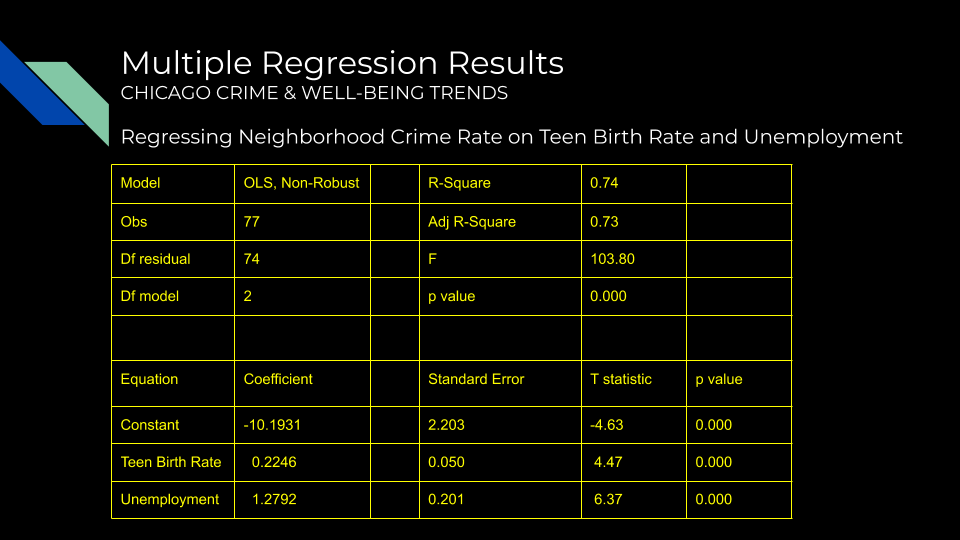 Multiple Regression Results
CHICAGO CRIME & WELL-BEING TRENDS
Regressing Neighborhood Crime Rate on Teen Birth Rate and Unemployment
Model OLS, Non-Robust R-Square 0.74
Obs 77 Adj R-Square 0.73
Df residual 74 F 103.80
Df model 2 p value 0.000
Equation Coefficient Standard Error T statistic p value
Constant -10.1931 2.203 -4.63 0.000
Teen Birth Rate 0.2246 0.050 4.47 0.000
Unemployment 1.2792 0.201 6.37 0.000